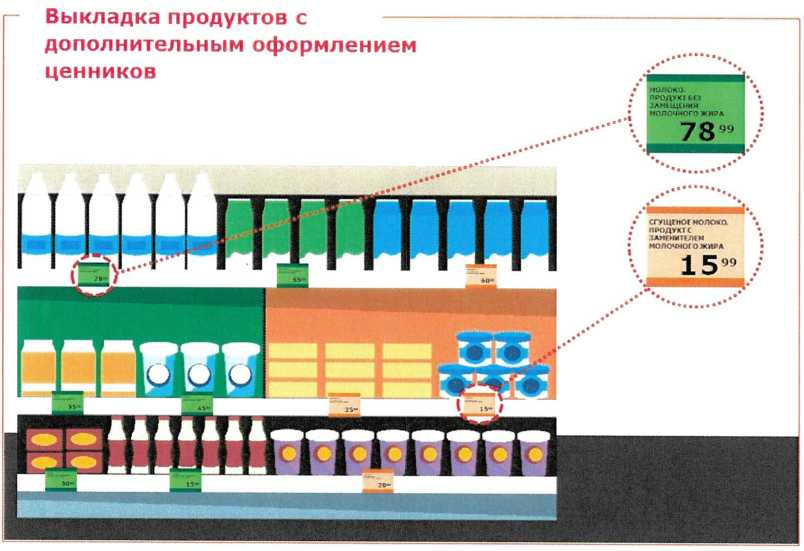 Выкладка продуктов с
дополнительным оформлением
ценников
МОЛОКО.
ПРОДУКТ БЕЗ
ЗАМЕЩЕНИЯ
МОЛОЧНОГО ЖИРА
78 99
СГУЩЕНОЕ МОЛОКО.
ПРОДУКТ С
ЗАМЕНИТЕЛЕМ
МОЛОЧНОГО ЖИРА
15 99